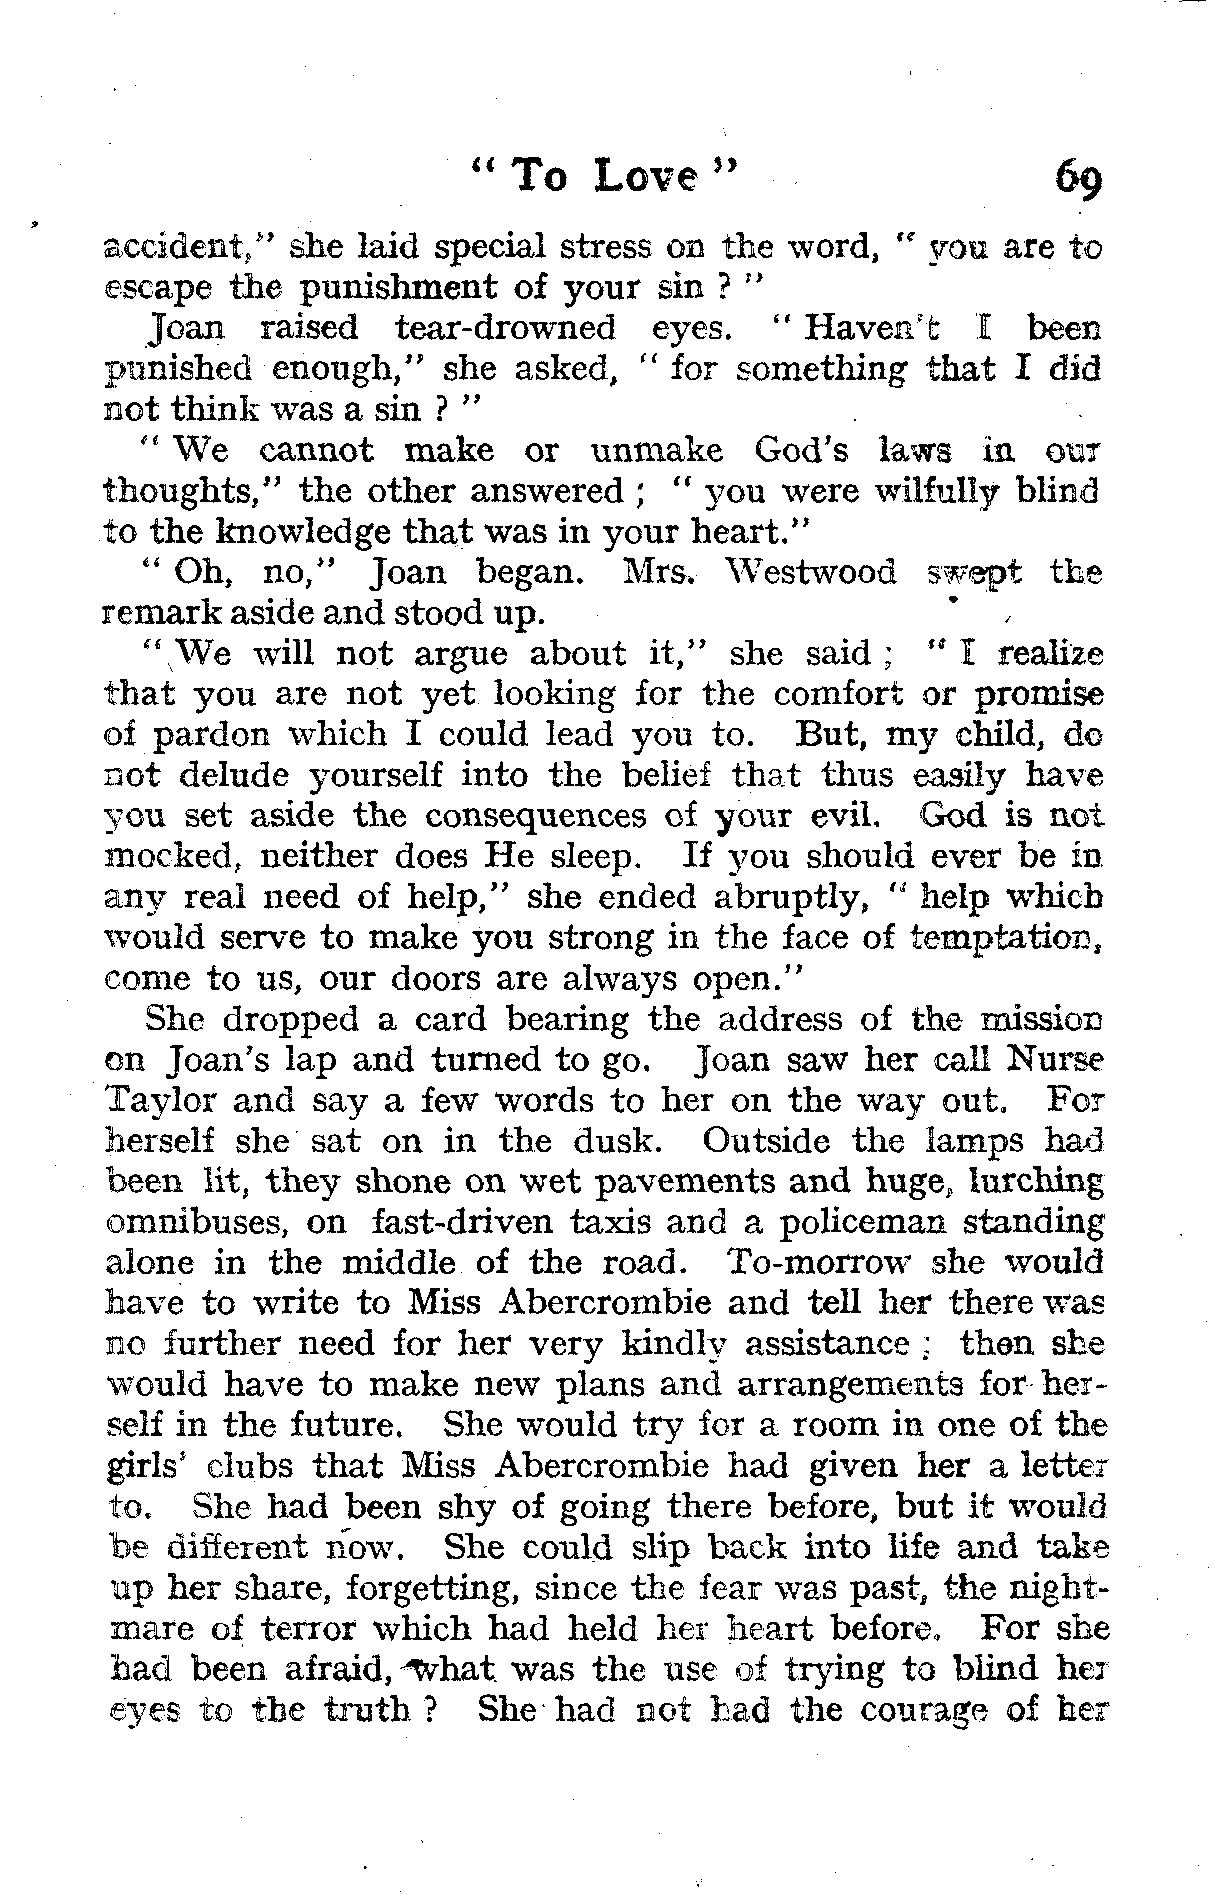 “ To Love ” 69
accident,” she laid special stress on the word, “ you are to
escape the punishment of your sin ? ”
Joan raised tear-drowned eyes. “ Haven't I been
punished enough,” she asked, “ for something that I did
not think was a sin ? ”
“ We cannot make or unmake God's laws in our
thoughts,” the other answered ; “ you were wilfully blind
to the knowledge that was in your heart.”
“ Oh, no,” Joan began. Mrs. Westwood swept the
remark aside and stood up.
“ We will not argue about it,” she said ; “ I realize
that you are not yet looking for the comfort or promise
of pardon which I could lead you to. But, my child, do
not delude yourself into the belief that thus easily have
you set aside the consequences of your evil. God is not
mocked, neither does He sleep. If you should ever be in
any real need of help,” she ended abruptly, “ help which
would serve to make you strong in the face of temptation,
come to us, our doors are always open.”
She dropped a card bearing the address of the mission
on Joan's lap and turned to go. Joan saw her call Nurse
Taylor and say a few words to her on the way out. For
herself she sat on in the dusk. Outside the lamps had
been lit, they shone on wet pavements and huge, lurching
omnibuses, on fast-driven taxis and a policeman standing
alone in the middle of the road. To-morrow she would
have to write to Miss Abercrombie and tell her there was
no further need for her very kindly assistance ; then she
would have to make new plans and arrangements for her-
self in the future. She would try for a room in one of the
girls' clubs that Miss Abercrombie had given her a letter
to. She had been shy of going there before, but it would
be different now. She could slip back into life and take
up her share, forgetting, since the fear was past, the night-
mare of terror which had held her heart before. For she
had been afraid, what was the use of trying to blind her
eyes to the truth ? She had not had the courage of her